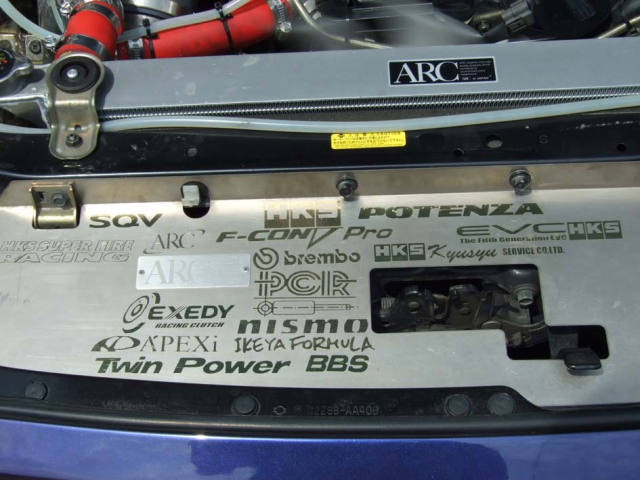 ARC
SQV
HKS
POTENZA
HKS SUPER FIRE
RACING
ARC
F-CON V Pro
EVC HKS
The Fifth Generation EVC
brembo
HKS Kyusyu SERVICE CO.LTD.
ARC
PCR
EXEDY
RACING CLUTCH
nismo
A'PEXi
IKEYA FORMULA
Twin Power
BBS